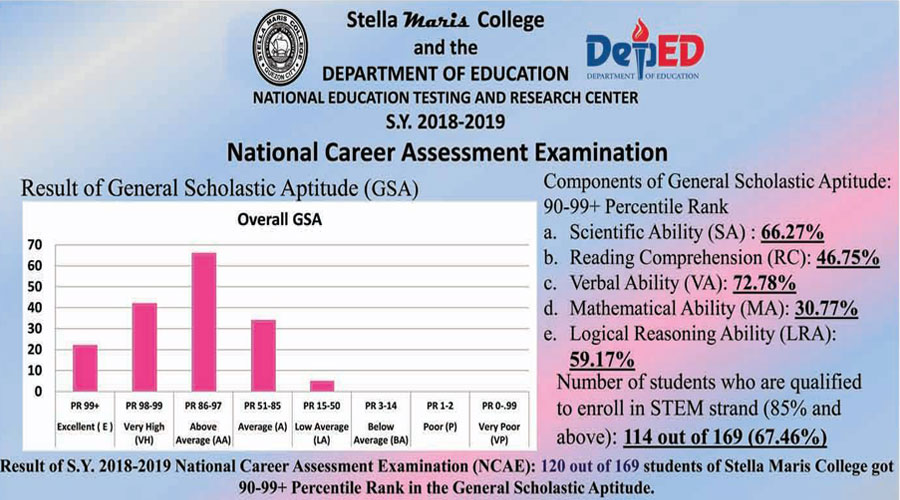 Stella Maris College
and the
DEPARTMENT OF EDUCATION
NATIONAL EDUCATION TESTING AND RESEARCH CENTER
S.Y. 2018-2019
National Career Assessment Examination
STELLA MARIS COLLEGE
QUEZON CITY
DepED
DEPARTMENT OF EDUCATION
Result of General Scholastic Aptitude (GSA)
Overall GSA
70
60
50
40
30
20
10
0
PR 99+ PR 98-99 PR 86-97 PR 51-85 PR 15-50 PR 3-14 PR 1-2 PR 0-.99
Excellent ( E ) Very High Above Average (A) Low Average Below Poor (P) Very Poor
(VH) Average (AA) (LA) Average (BA) (VP)
Components of General Scholastic Aptitude:
90-99+ Percentile Rank
a. Scientific Ability (SA) : 66.27%
b. Reading Comprehension (RC): 46.75%
c. Verbal Ability (VA): 72.78%
d. Mathematical Ability (MA): 30.77%
e. Logical Reasoning Ability (LRA):
59.17%
Number of students who are qualified
to enroll in STEM strand (85% and
above): 114 out of 169 (67.46%)
Result of S.Y. 2018-2019 National Career Assessment Examination (NCAE): 120 out of 169 students of Stella Maris College got
90-99+ Percentile Rank in the General Scholastic Aptitude.